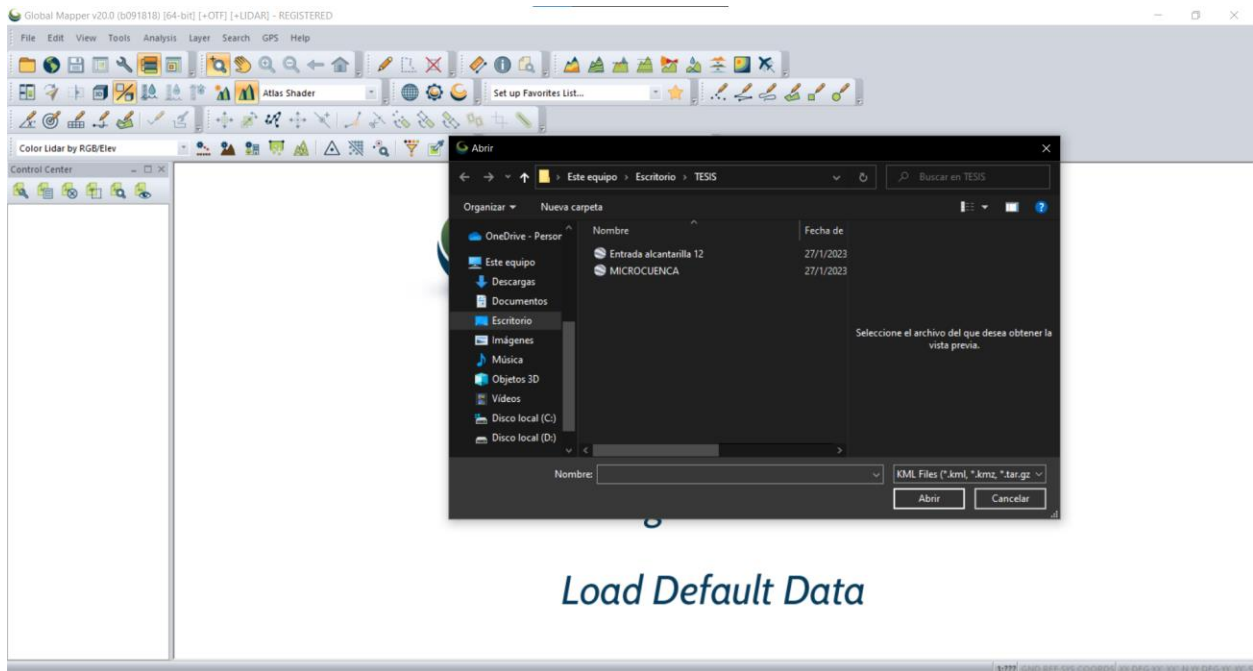 Global Mapper v20.0 (b091818) [64-bit] [+OTF] [+LIDAR] - REGISTERED
File Edit View Tools Analysis Layer Search GPS Help
Atlas Shader
Set up Favorites List...
Color Lidar by RGB/Elev
Control Center
Abrir
Este equipo > Escritorio > TESIS
Buscar en TESIS
Organizar
Nueva carpeta
Nombre
Fecha de
OneDrive - Person
Este equipo
Descargas
Documentos
Escritorio
Imágenes
Música
Objetos 3D
Vídeos
Disco local (C:)
Disco local (D:)
Entrada alcantarilla 12
27/1/2023
MICROCUENCA
27/1/2023
Seleccione el archivo del que desea obtener la
vista previa.
Nombre:
KML Files (*.kml, *.kmz, *.tar.gz
Abrir
Cancelar
Load Default Data